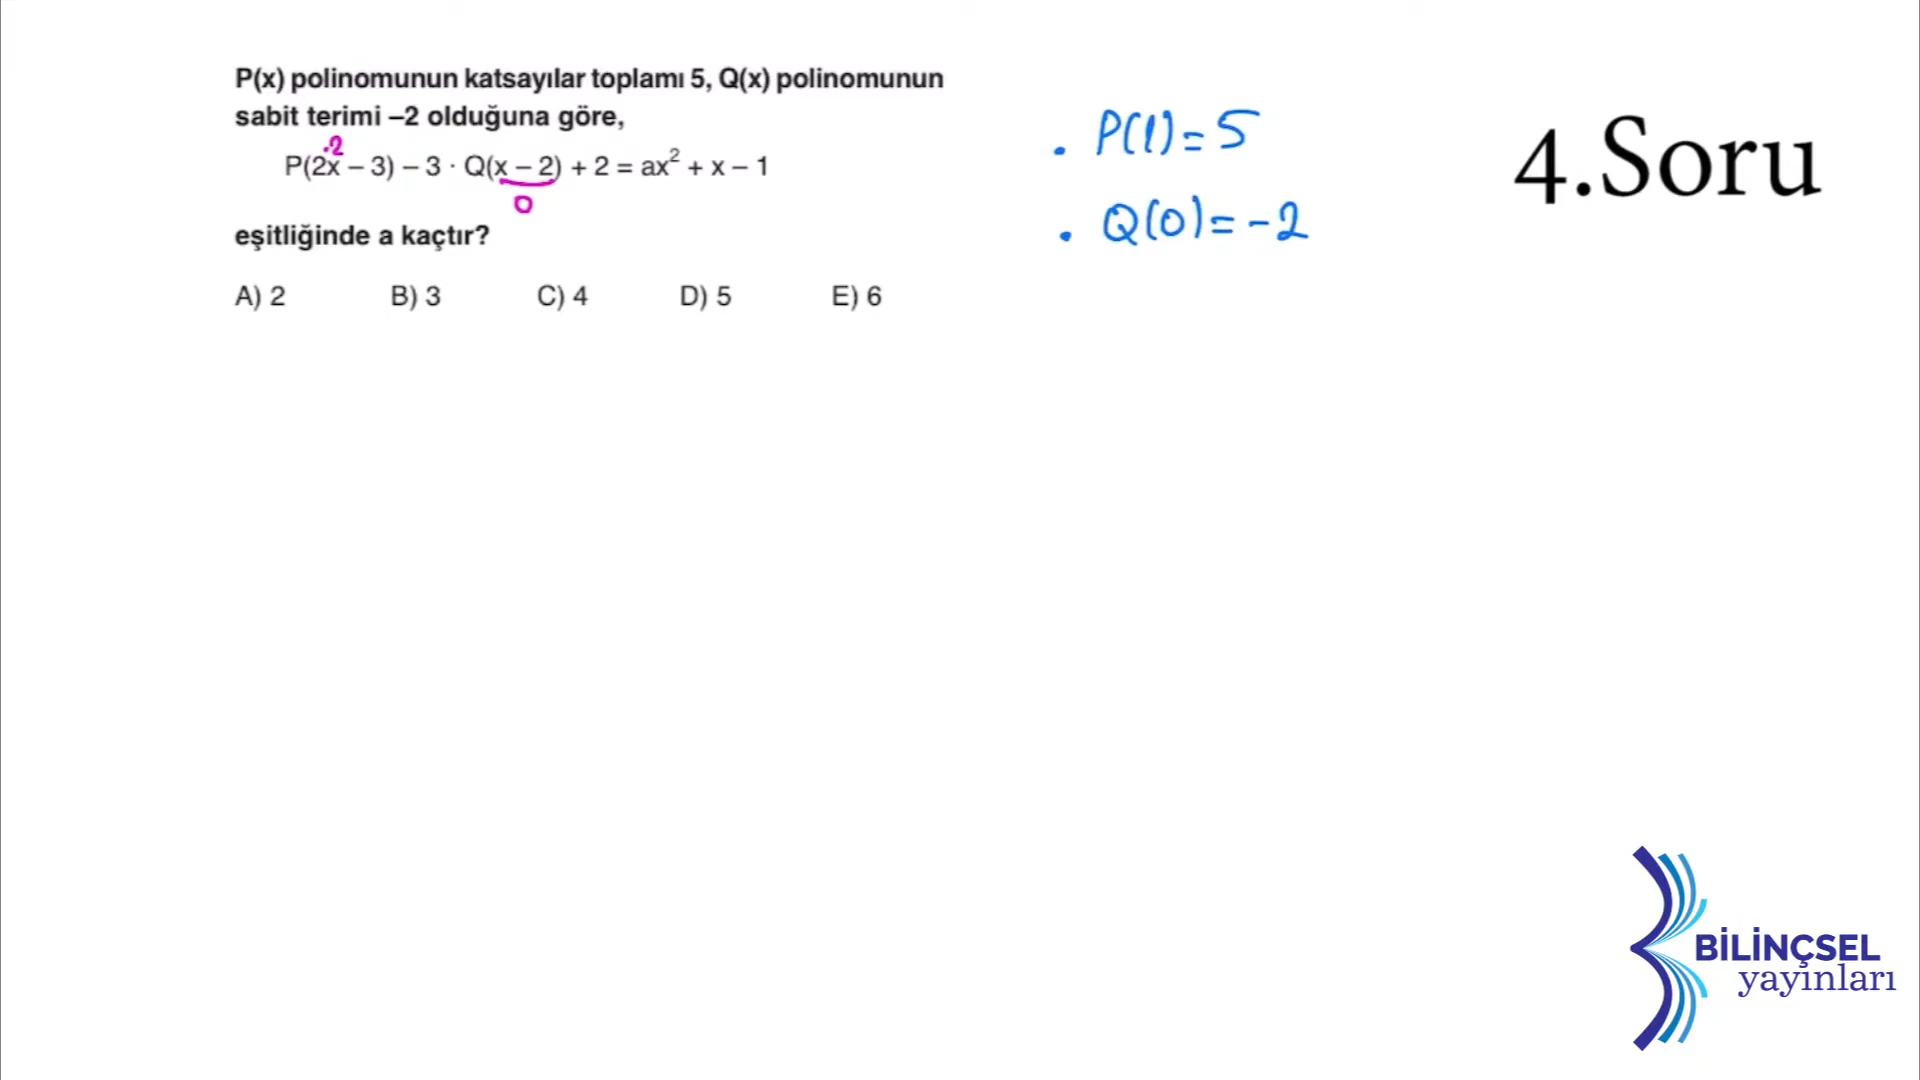 P(x) polinomunun katsayılar toplamı 5, Q(x) polinomunun
sabit terimi –2 olduğuna göre,
.2
P(2x – 3) – 3 · Q(x – 2) + 2 = ax² + x – 1
0
eşitliğinde a kaçtır?
A) 2 B) 3 C) 4 D) 5 E) 6
. P(1) = 5
. Q(0) = -2
4.Soru
BİLİNÇSEL
yayınları